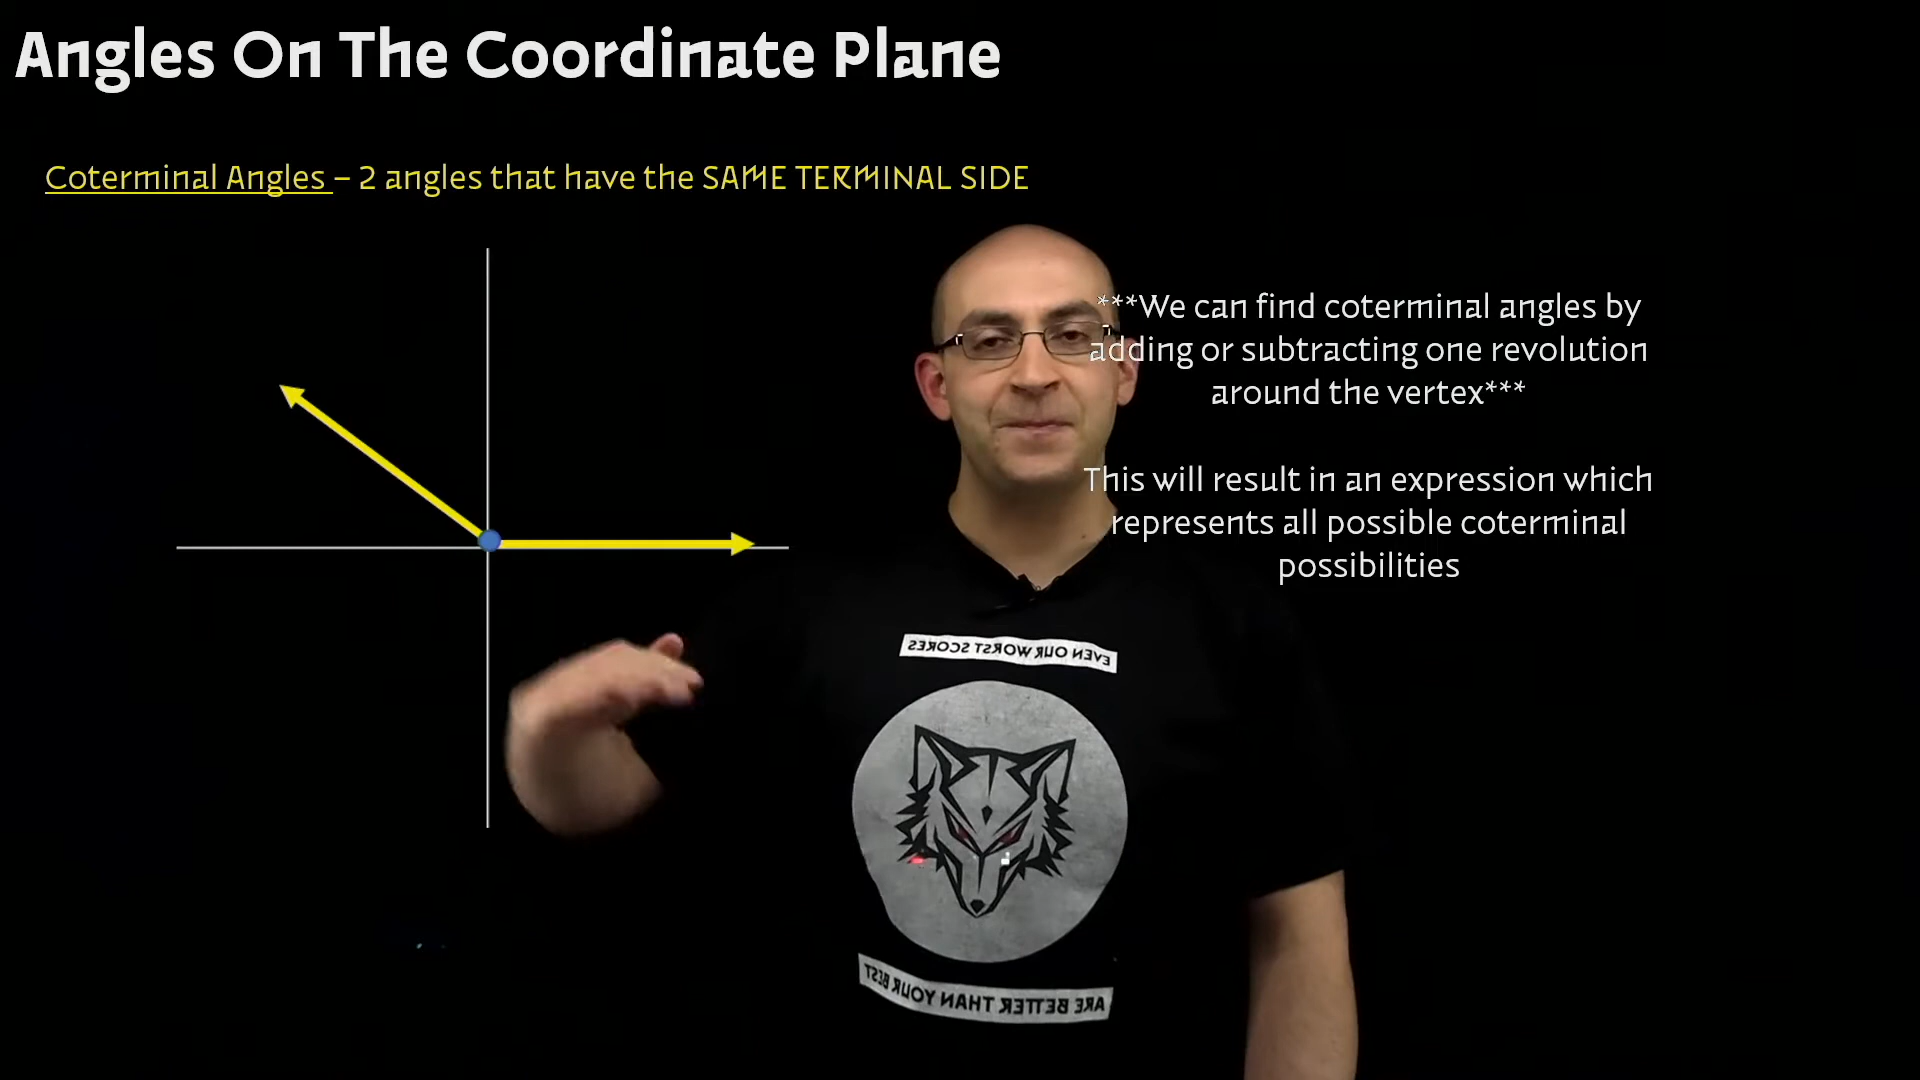 Angles On The Coordinate Plane
Coterminal Angles – 2 angles that have the SAME TERMINAL SIDE
***We can find coterminal angles by
adding or subtracting one revolution
around the vertex***
This will result in an expression which
represents all possible coterminal
possibilities
EVEN OUR WORST SCORES
ARE BETTER THAN YOUR BEST